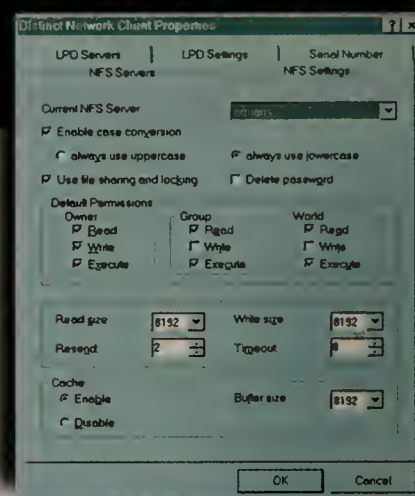 Distinct Network Client Properties
LPD Servers LPD Settings Serial Number
NFS Servers NFS Settings
Current NFS Server
Enable case conversion
always use uppercase always use lowercase
Use file sharing and locking Delete password
Default Permissions
Owner Group World
Read Read Read
Write Write Write
Execute Execute Execute
Read size 8192 Write size 8192
Resend: 2 Timeout:
Cache
Enable Buffer size 8192
Disable
OK Cancel